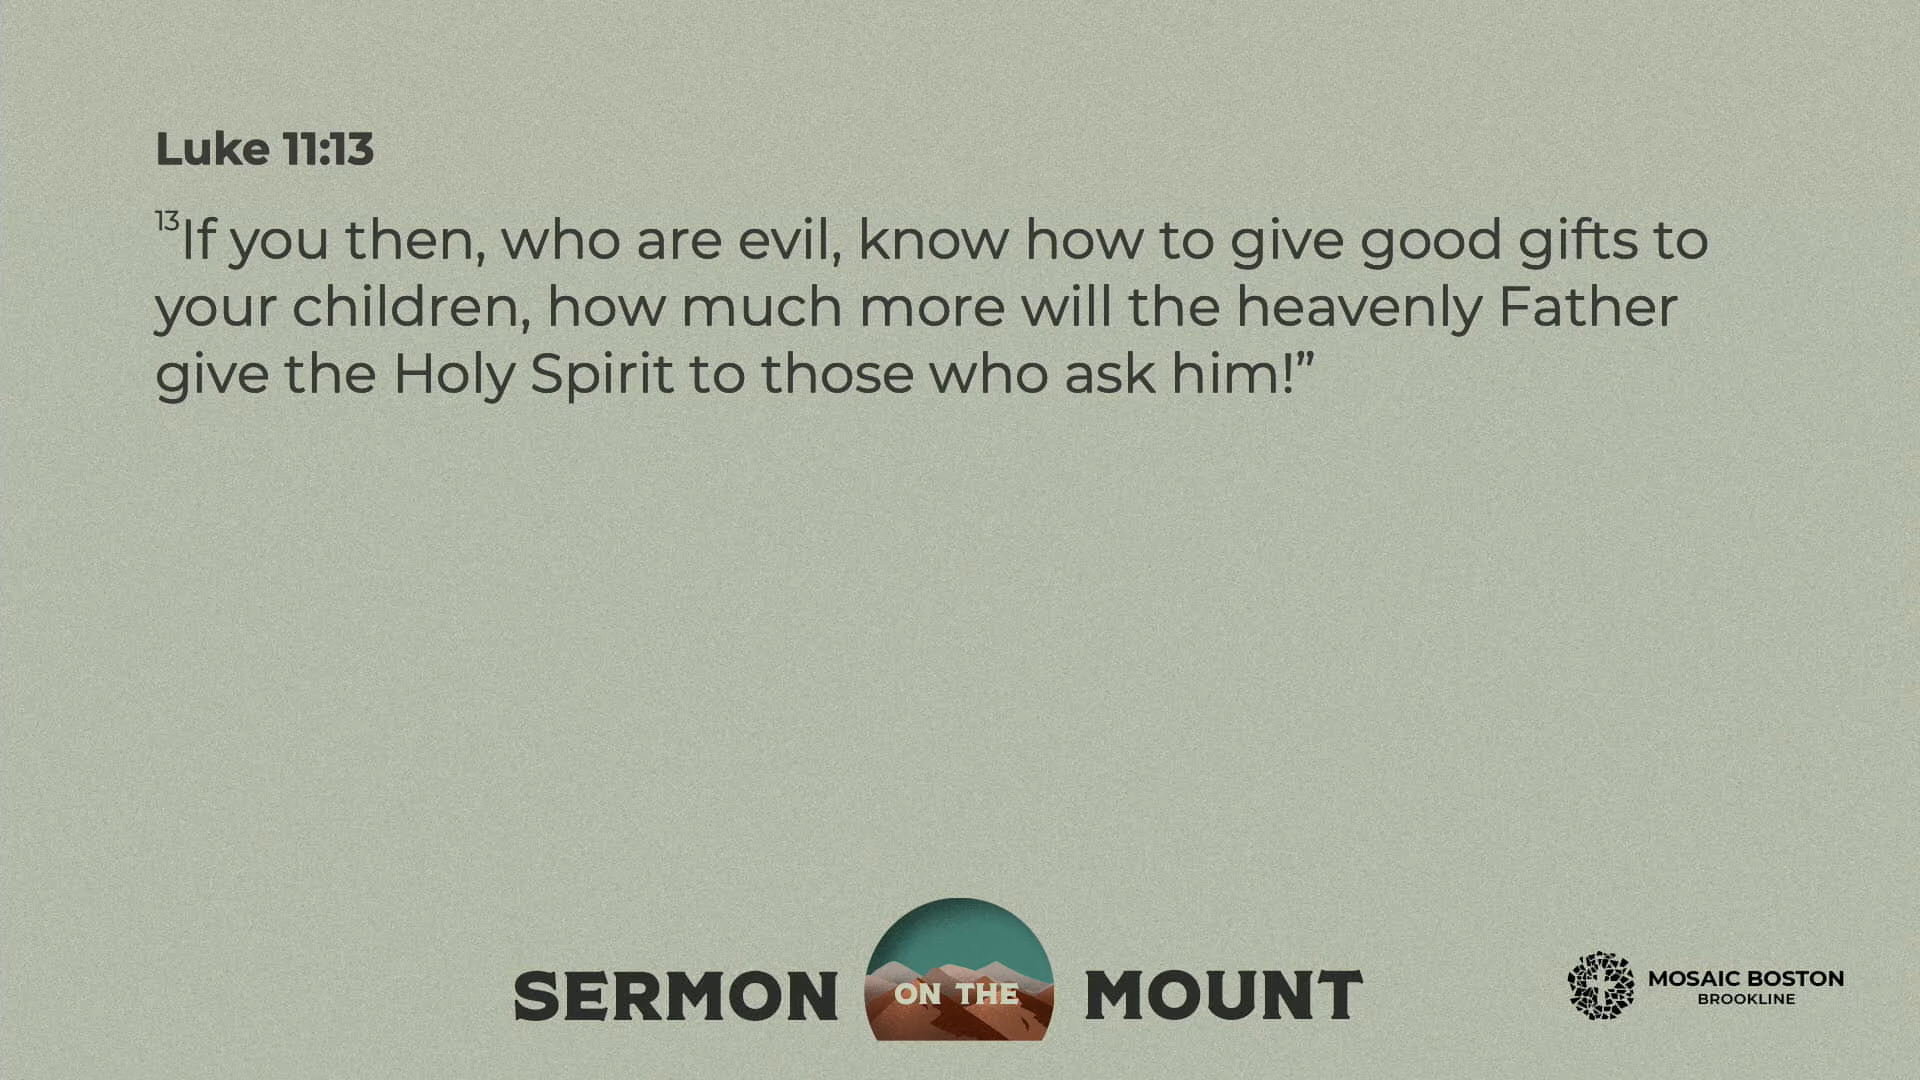 Luke 11:13
13If you then, who are evil, know how to give good gifts to
your children, how much more will the heavenly Father
give the Holy Spirit to those who ask him!”
SERMON ON THE MOUNT
MOSAIC BOSTON
BROOKLINE